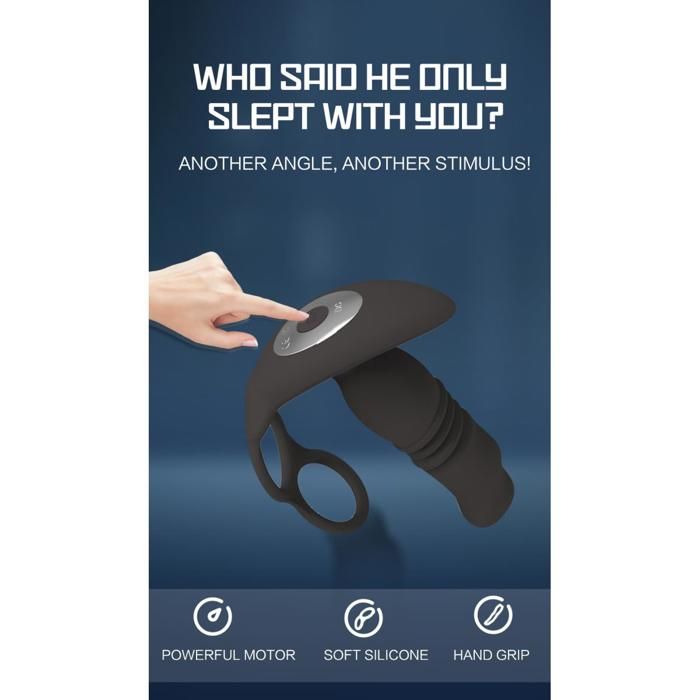 WHO SAID HE ONLY
SLEPT WITH YOU?
ANOTHER ANGLE, ANOTHER STIMULUS!
POWERFUL MOTOR
SOFT SILICONE
HAND GRIP